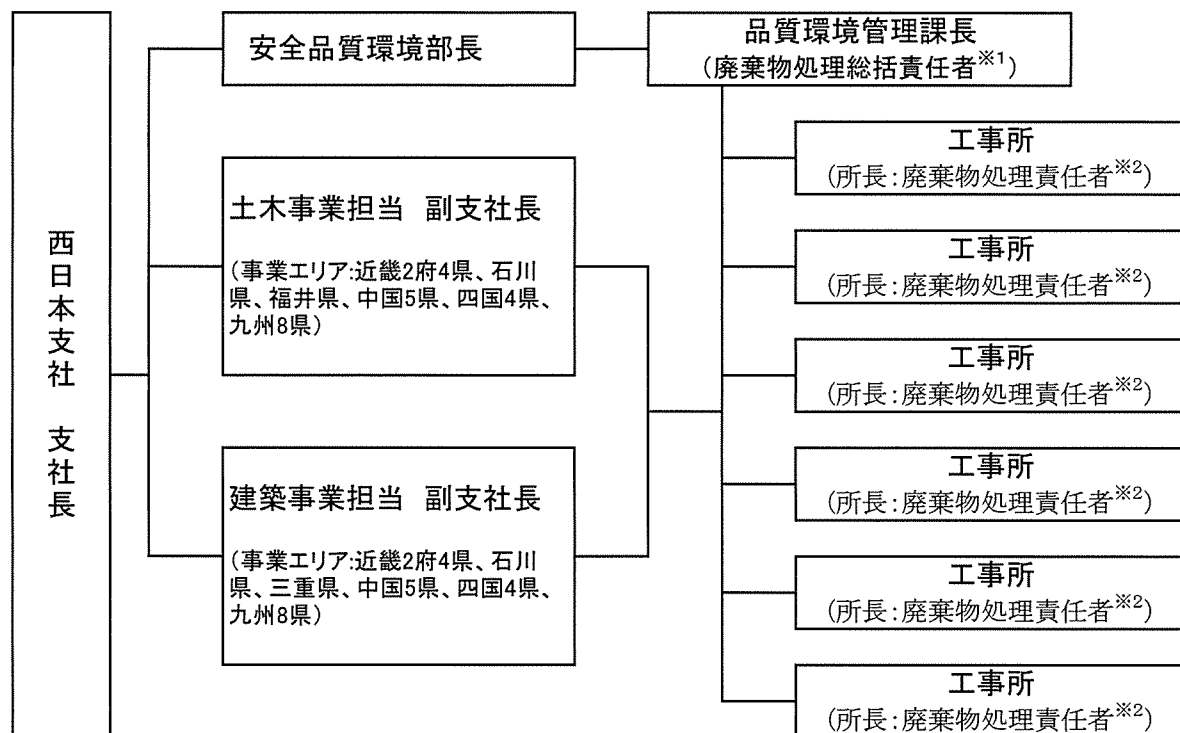 西日本支社　支社長
安全品質環境部長
品質環境管理課長
(廃棄物処理総括責任者※1)
土木事業担当　副支社長
(事業エリア:近畿2府4県、石川
県、福井県、中国5県、四国4県、
九州8県)
建築事業担当　副支社長
(事業エリア:近畿2府4県、石川
県、三重県、中国5県、四国4県、
九州8県)
工事所
(所長:廃棄物処理責任者※2)
工事所
(所長:廃棄物処理責任者※2)
工事所
(所長:廃棄物処理責任者※2)
工事所
(所長:廃棄物処理責任者※2)
工事所
(所長:廃棄物処理責任者※2)
工事所
(所長:廃棄物処理責任者※2)